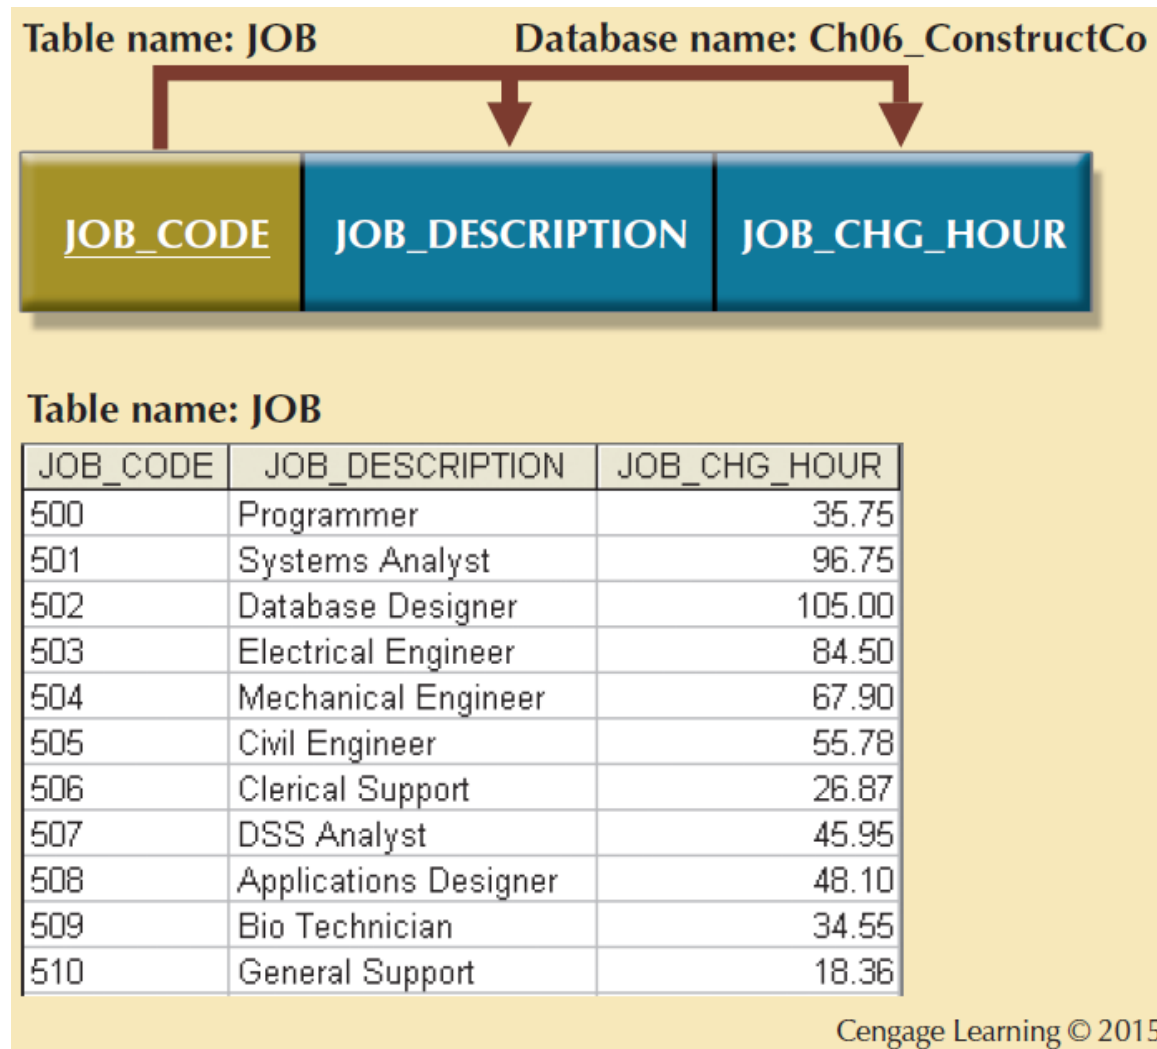 Table name: JOB Database name: Ch06_ConstructCo
JOB_CODE JOB_DESCRIPTION JOB_CHG_HOUR
Table name: JOB
JOB_CODE JOB_DESCRIPTION JOB_CHG_HOUR
500 Programmer 35.75
501 Systems Analyst 96.75
502 Database Designer 105.00
503 Electrical Engineer 84.50
504 Mechanical Engineer 67.90
505 Civil Engineer 55.78
506 Clerical Support 26.87
507 DSS Analyst 45.95
508 Applications Designer 48.10
509 Bio Technician 34.55
510 General Support 18.36
Cengage Learning © 2015